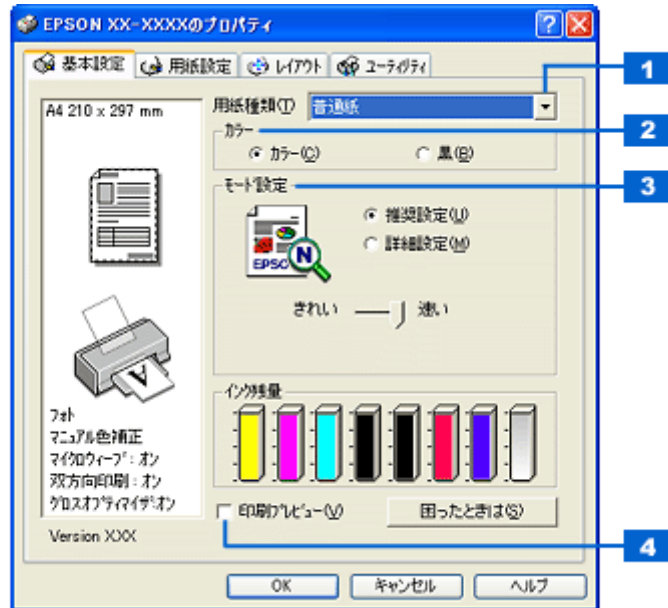 EPSON XX-XXXXのプロパティ
基本設定
用紙設定
レイアウト
ユーティリティ
A4 210 x 297 mm
用紙種類(T)
普通紙
1
カラー
2
カラー(C)
黒(B)
モード設定
3
推奨設定(U)
詳細設定(M)
EPSON
N
きれい
速い
A
インク残量
フォト
マニュアル色補正
マイクロウィーブ：オン
双方向印刷：オン
グロスオプティマイザ：オン
印刷プレビュー(V)
困ったときは(S)
Version XXX
4
OK
キャンセル
ヘルプ